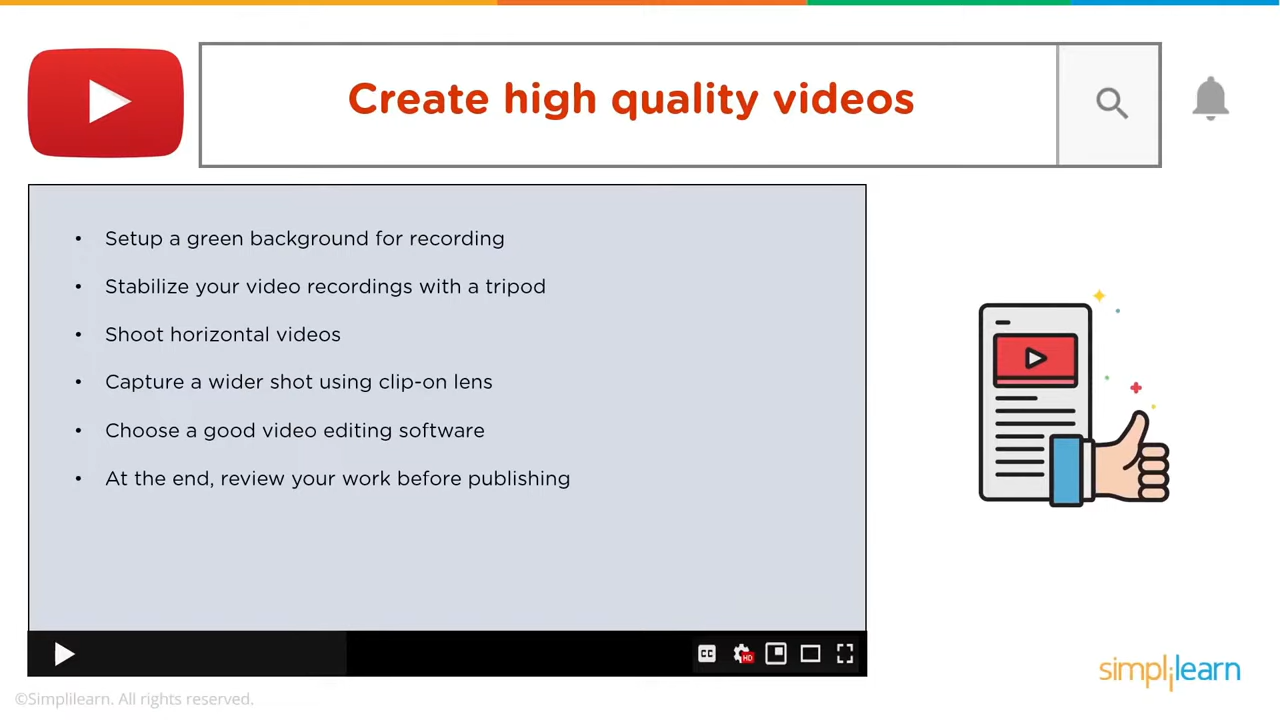 Create high quality videos
• Setup a green background for recording
• Stabilize your video recordings with a tripod
• Shoot horizontal videos
• Capture a wider shot using clip-on lens
• Choose a good video editing software
• At the end, review your work before publishing
CC
HD
simplilearn
©Simplilearn. All rights reserved.